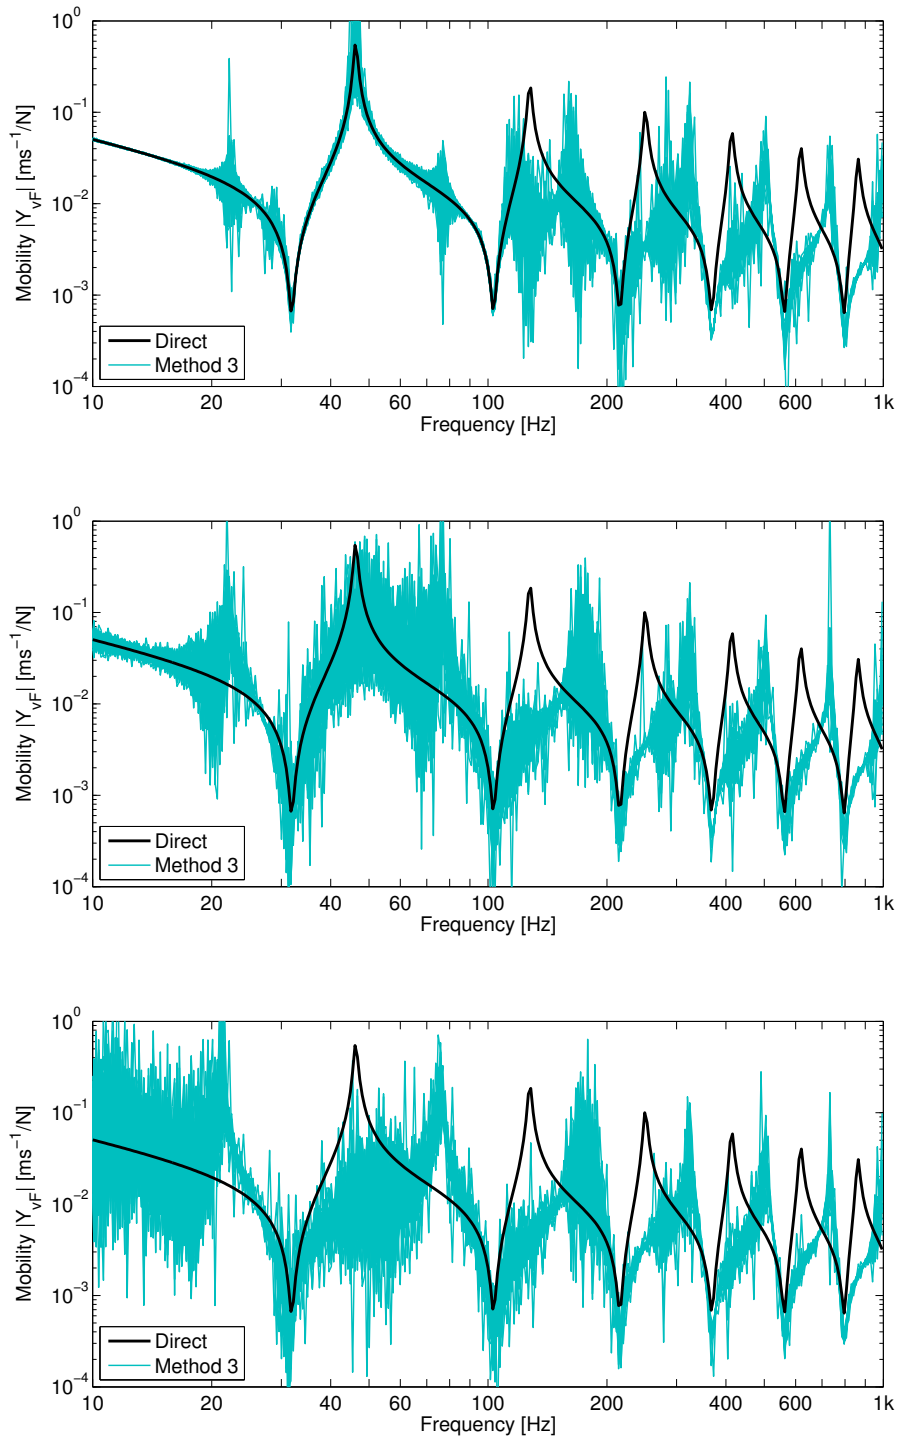 10^0
10^-1
10^-2
10^-3
10^-4
Mobility |Y_vF| [ms^-1/N]
Direct
Method 3
10 20 40 60 100 200 400 600 1k
Frequency [Hz]
10^0
10^-1
10^-2
10^-3
10^-4
Mobility |Y_vF| [ms^-1/N]
Direct
Method 3
10 20 40 60 100 200 400 600 1k
Frequency [Hz]
10^0
10^-1
10^-2
10^-3
10^-4
Mobility |Y_vF| [ms^-1/N]
Direct
Method 3
10 20 40 60 100 200 400 600 1k
Frequency [Hz]